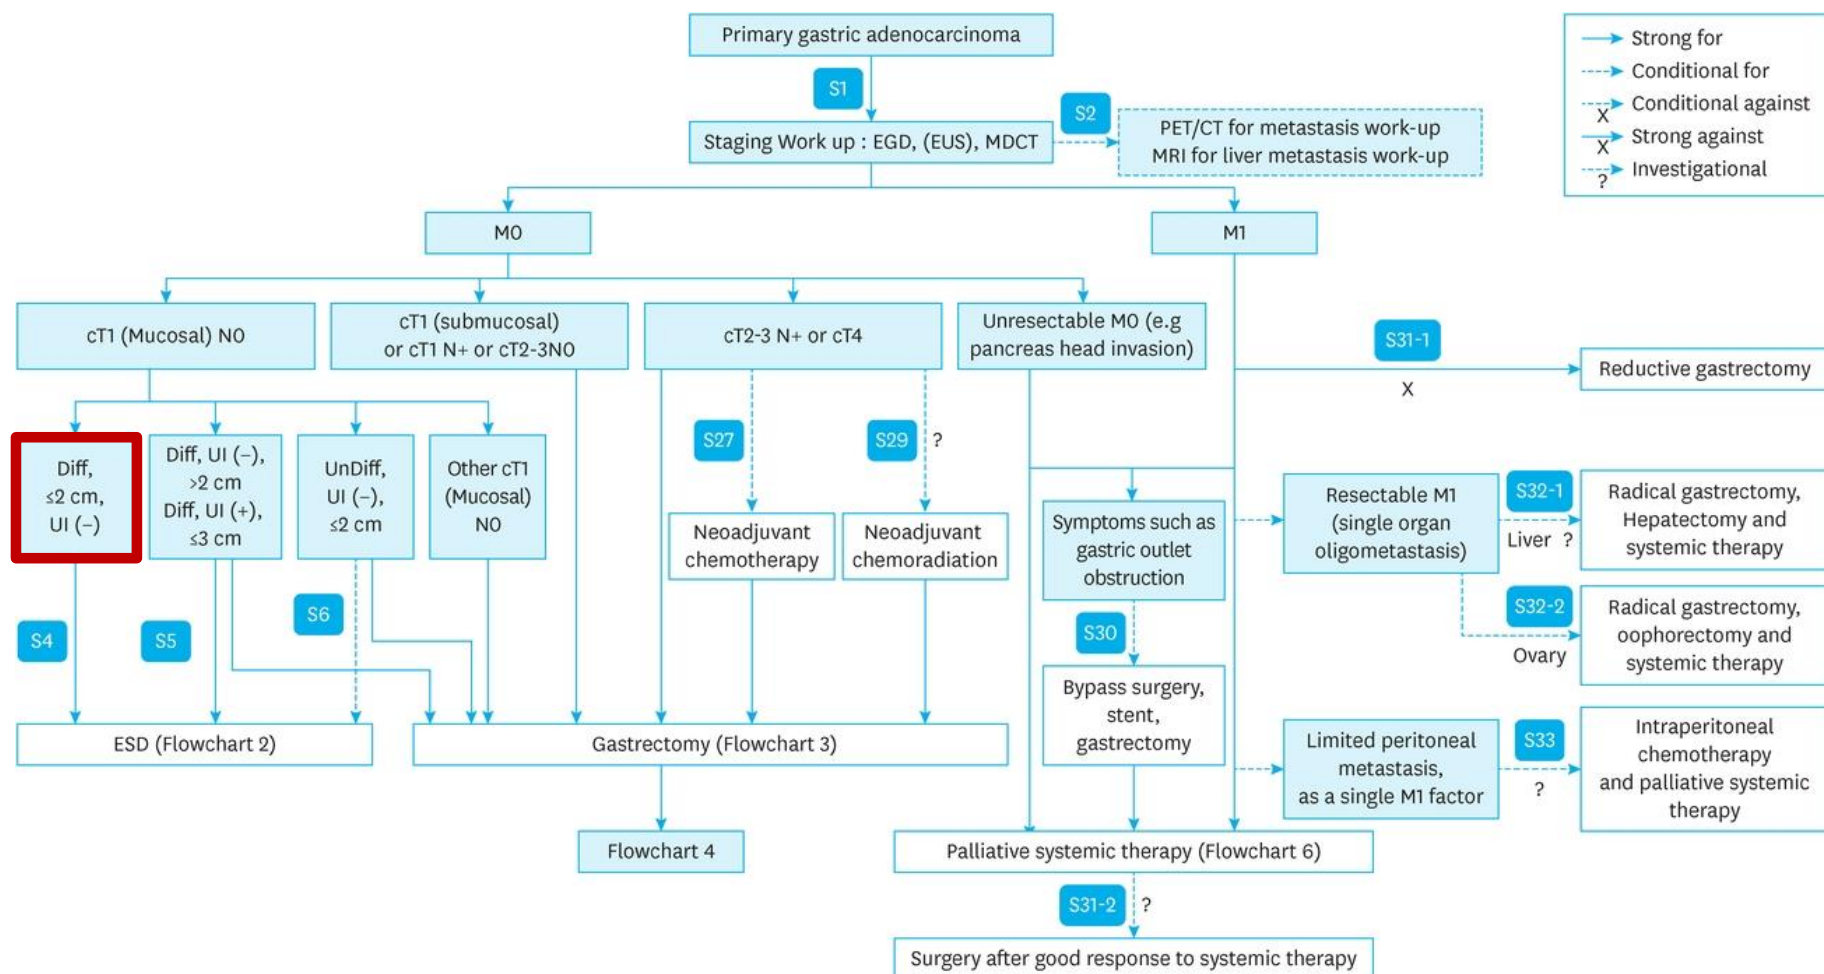 Primary gastric adenocarcinoma
Strong for
Conditional for
Conditional against
X
Strong against
X
Investigational
?
S1
S2
Staging Work up : EGD, (EUS), MDCT
PET/CT for metastasis work-up
MRI for liver metastasis work-up
M0
M1
cT1 (Mucosal) N0
cT1 (submucosal)
or cT1 N+ or cT2-3N0
cT2-3 N+ or cT4
Unresectable M0 (e.g
pancreas head invasion)
S31-1
X
Reductive gastrectomy
Diff,
≤2 cm,
UI (−)
Diff, UI (−),
>2 cm
Diff, UI (+),
≤3 cm
UnDiff,
UI (−),
≤2 cm
Other cT1
(Mucosal)
N0
S27
S29
?
Neoadjuvant
chemotherapy
Neoadjuvant
chemoradiation
Symptoms such as
gastric outlet
obstruction
Resectable M1
(single organ
oligometastasis)
S32-1
Liver ?
Radical gastrectomy,
Hepatectomy and
systemic therapy
S32-2
Ovary
Radical gastrectomy,
oophorectomy and
systemic therapy
S4
S5
S6
S30
Bypass surgery,
stent,
gastrectomy
ESD (Flowchart 2)
Gastrectomy (Flowchart 3)
Limited peritoneal
metastasis,
as a single M1 factor
S33
?
Intraperitoneal
chemotherapy
and palliative systemic
therapy
Flowchart 4
Palliative systemic therapy (Flowchart 6)
S31-2
?
Surgery after good response to systemic therapy